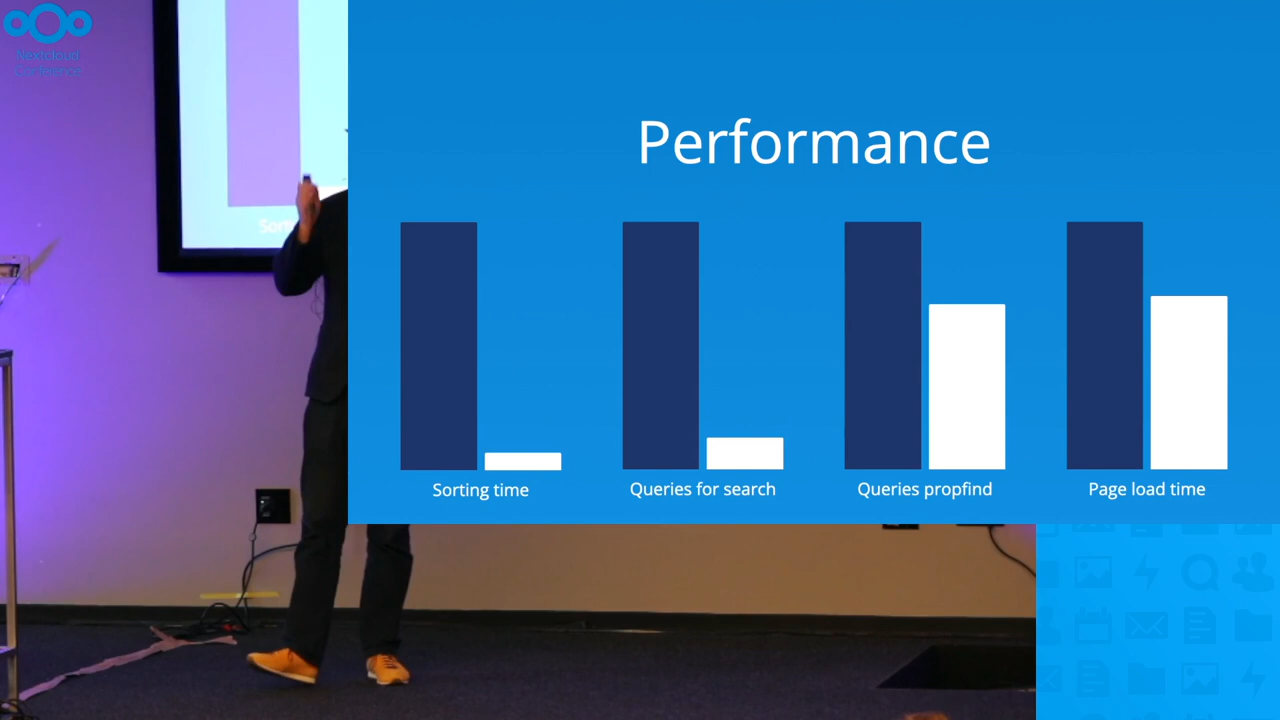 Nextcloud
Conference
Performance
Sorting time
Queries for search
Queries propfind
Page load time